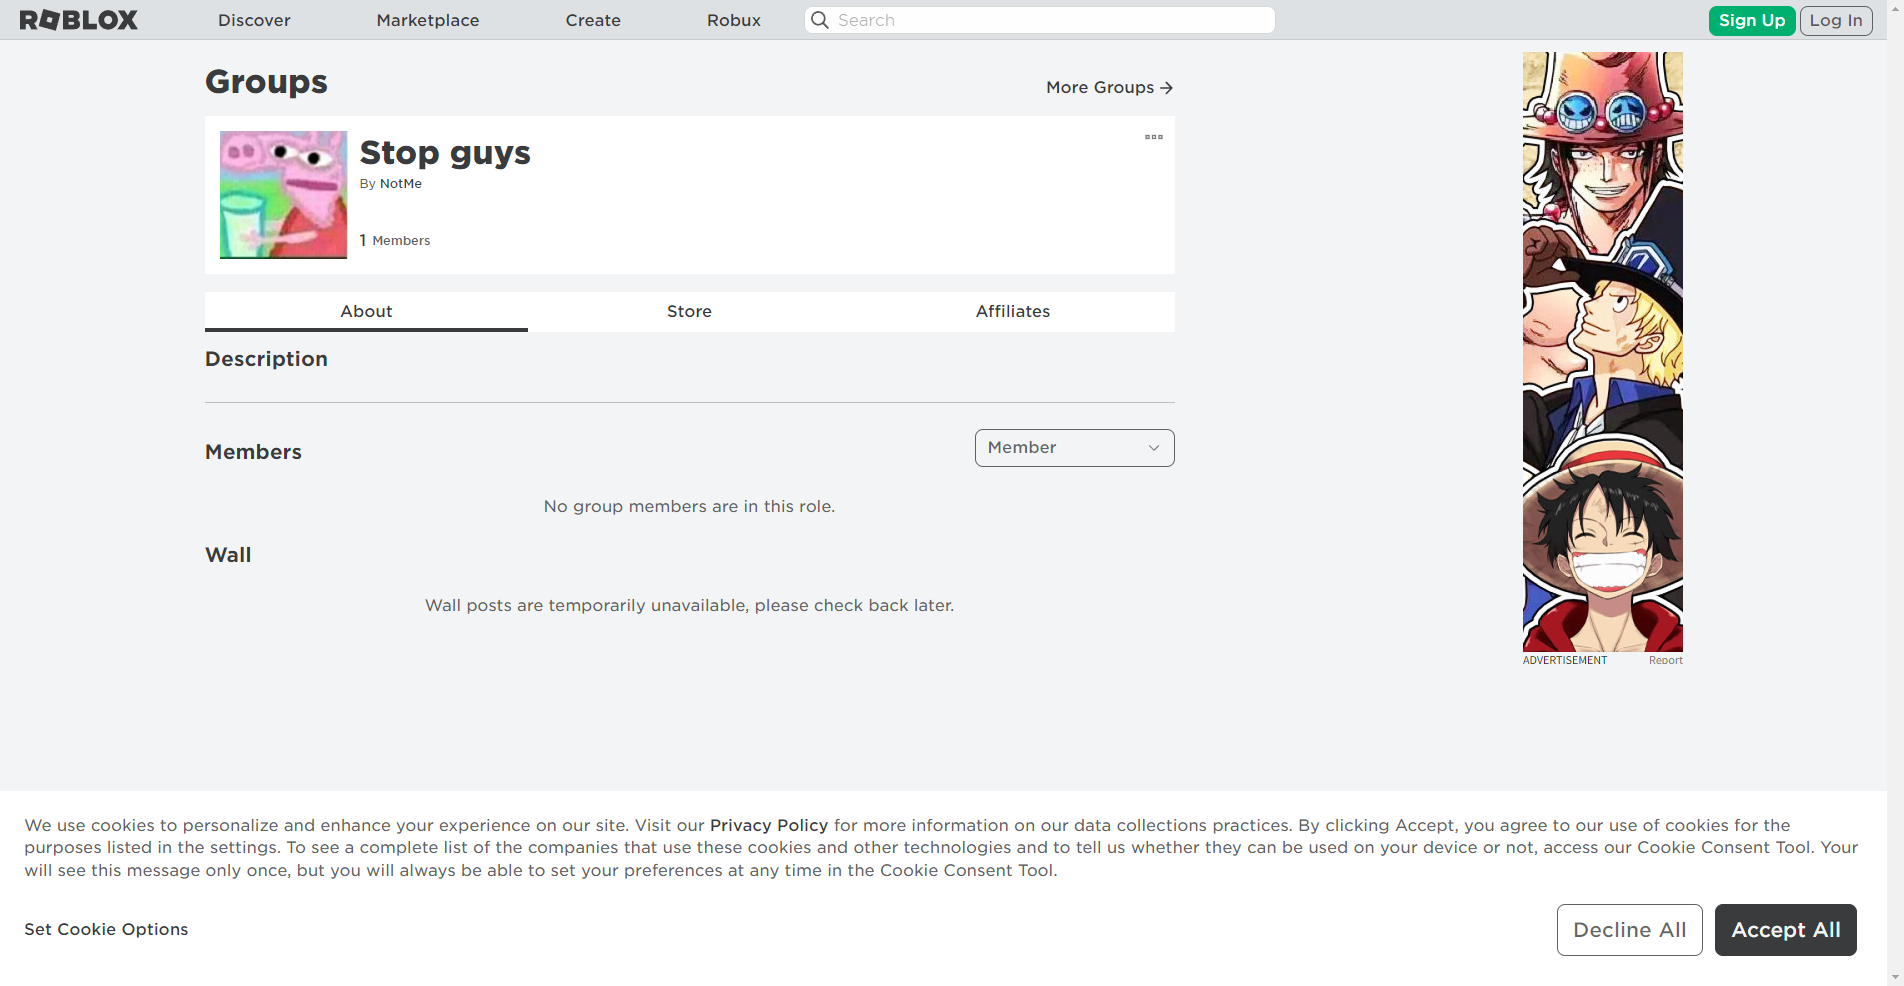 ROBLOX
Discover
Marketplace
Create
Robux
Search
Sign Up
Log In
Groups
More Groups
Stop guys
By NotMe
1 Members
About
Store
Affiliates
Description
Members
Member
No group members are in this role.
Wall
Wall posts are temporarily unavailable, please check back later.
ADVERTISEMENT
Report
We use cookies to personalize and enhance your experience on our site. Visit our Privacy Policy for more information on our data collections practices. By clicking Accept, you agree to our use of cookies for the
purposes listed in the settings. To see a complete list of the companies that use these cookies and other technologies and to tell us whether they can be used on your device or not, access our Cookie Consent Tool. Your
will see this message only once, but you will always be able to set your preferences at any time in the Cookie Consent Tool.
Set Cookie Options
Decline All
Accept All